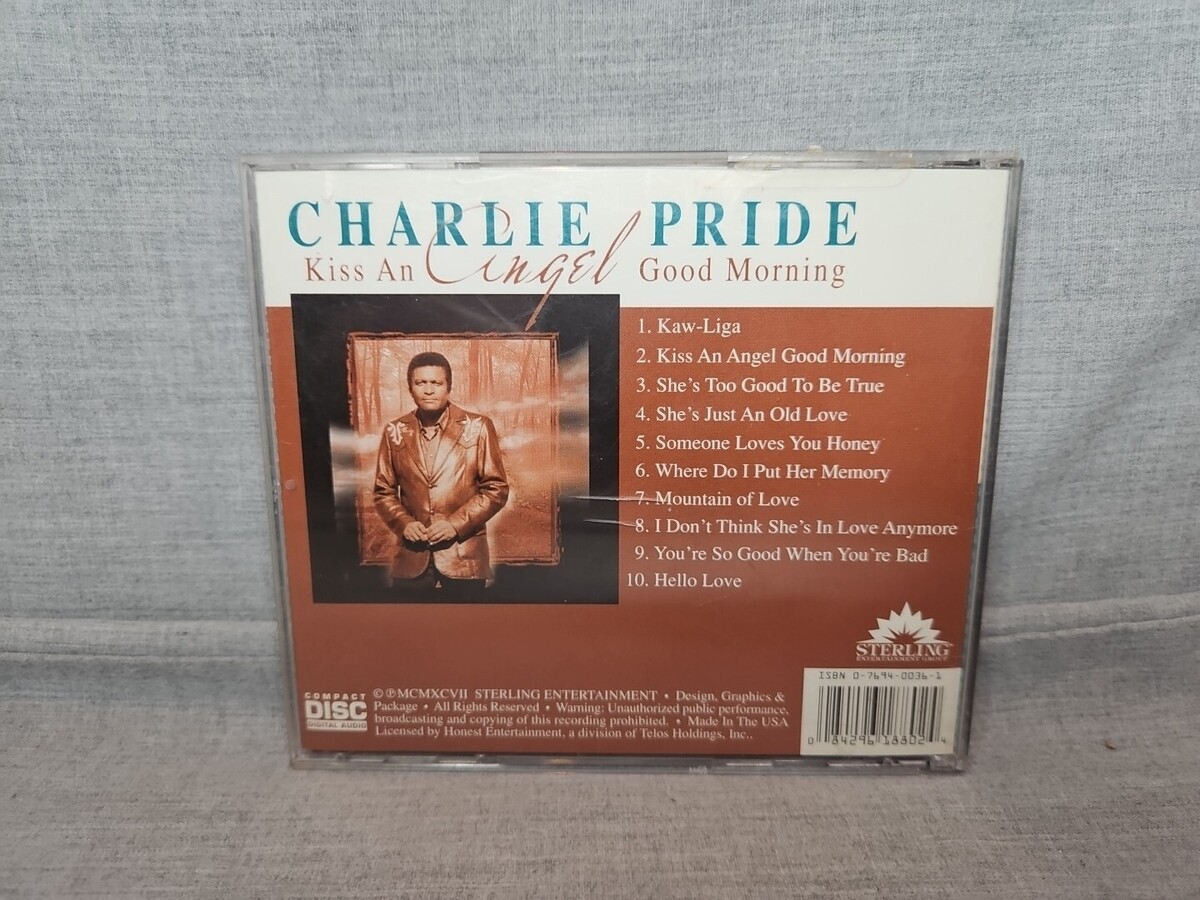 CHARLIE PRIDE
Kiss An Angel Good Morning
1. Kaw-Liga
2. Kiss An Angel Good Morning
3. She's Too Good To Be True
4. She's Just An Old Love
5. Someone Loves You Honey
6. Where Do I Put Her Memory
7. Mountain of Love
8. I Don't Think She's In Love Anymore
9. You're So Good When You're Bad
10. Hello Love
STERLING
ENTERTAINMENT GROUP
ISBN 0-7694-0036-1
0 84296 18802 4
COMPACT
DISC
DIGITAL AUDIO
©℗MCMXCVII STERLING ENTERTAINMENT • Design, Graphics &
Package • All Rights Reserved • Warning: Unauthorized public performance,
broadcasting and copying of this recording prohibited. • Made In The USA
Licensed by Honest Entertainment, a division of Telos Holdings, Inc..